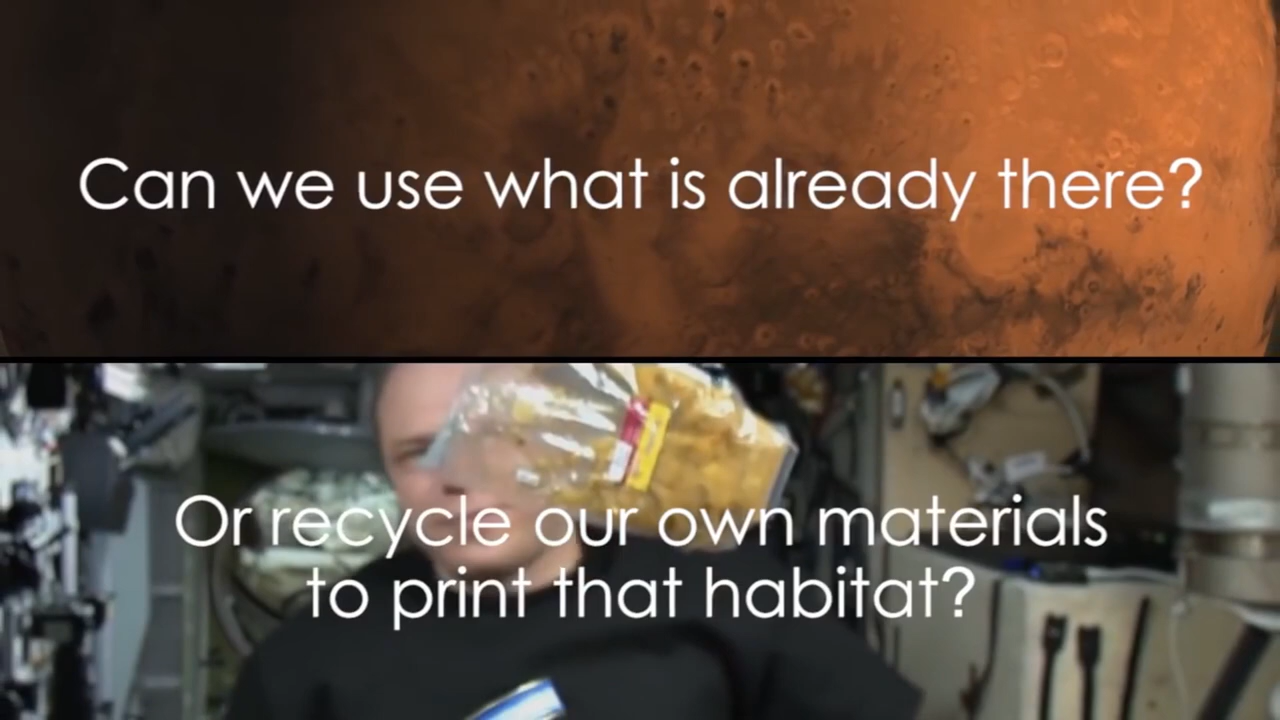 Can we use what is already there?
Or recycle our own materials
to print that habitat?